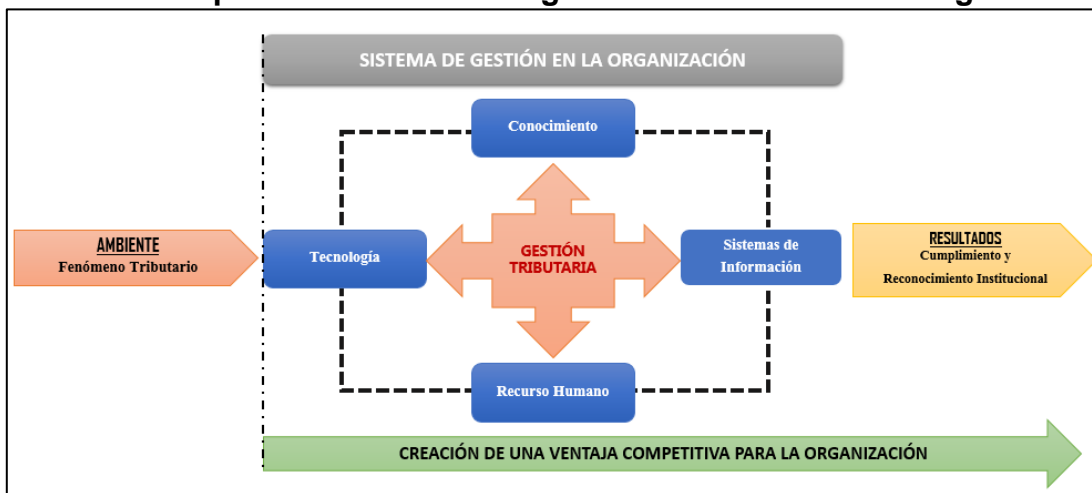 SISTEMA DE GESTIÓN EN LA ORGANIZACIÓN
Conocimiento
AMBIENTE
Fenómeno Tributario
Tecnología
GESTIÓN
TRIBUTARIA
Sistemas de
Información
RESULTADOS
Cumplimiento y
Reconocimiento Institucional
Recurso Humano
CREACIÓN DE UNA VENTAJA COMPETITIVA PARA LA ORGANIZACIÓN